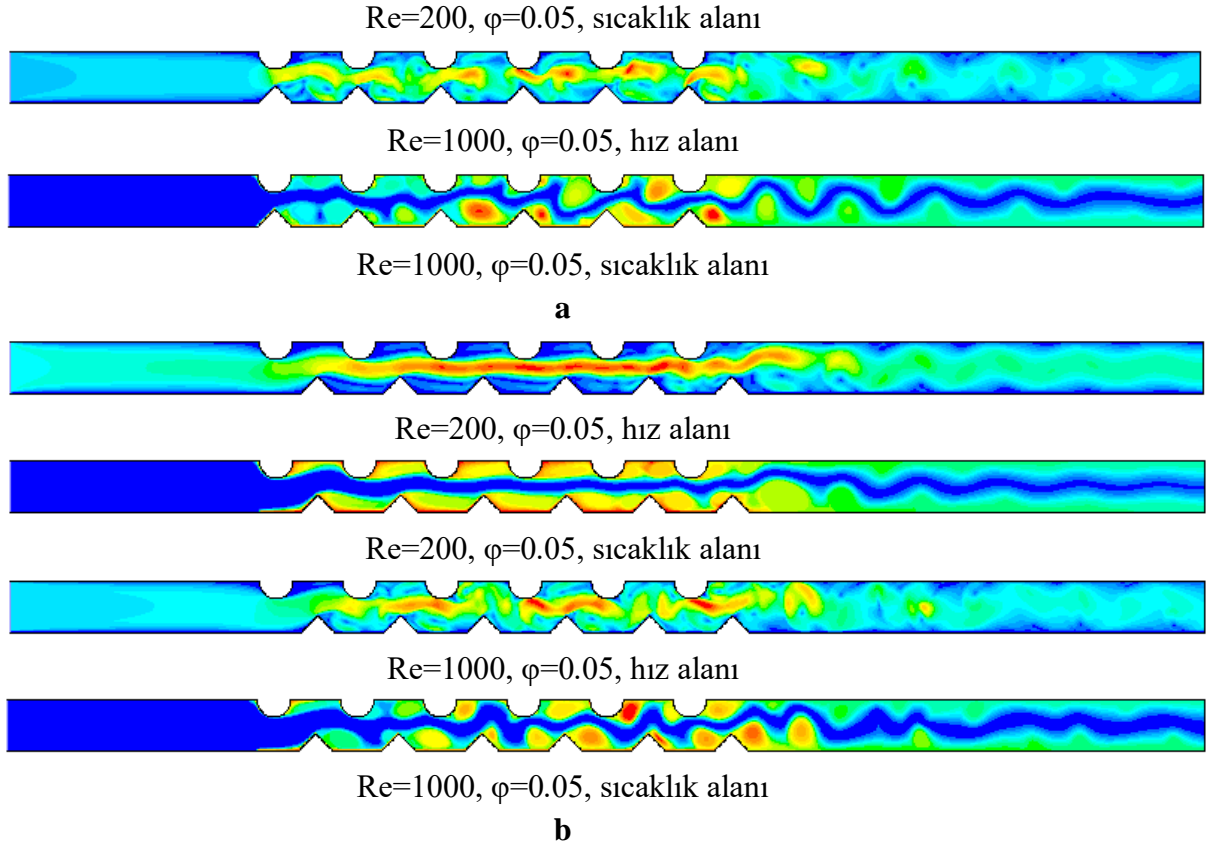 Re=200, φ=0.05, sıcaklık alanı
Re=1000, φ=0.05, hız alanı
Re=1000, φ=0.05, sıcaklık alanı
a
Re=200, φ=0.05, hız alanı
Re=200, φ=0.05, sıcaklık alanı
Re=1000, φ=0.05, hız alanı
Re=1000, φ=0.05, sıcaklık alanı
b